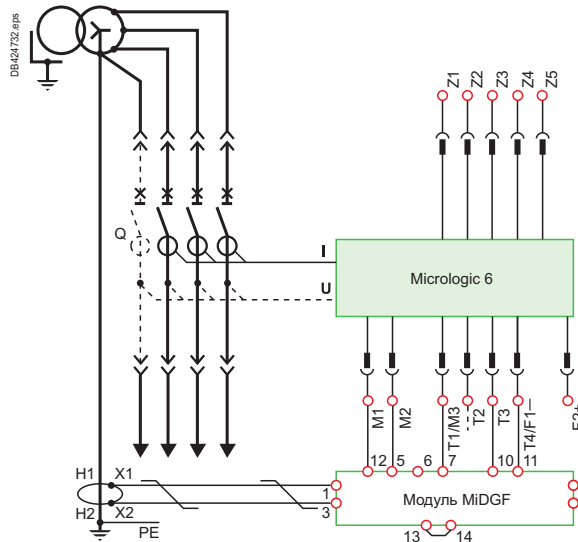 DB424732.eps
Z1 Z2 Z3 Z4 Z5
Q
I
Micrologic 6
U
M1 M2 T1/M3 T2 T3 T4/F1–
12 5 6 7 10 11
H1 X1
1
Модуль MiDGF
H2 X2
3
PE
13 14